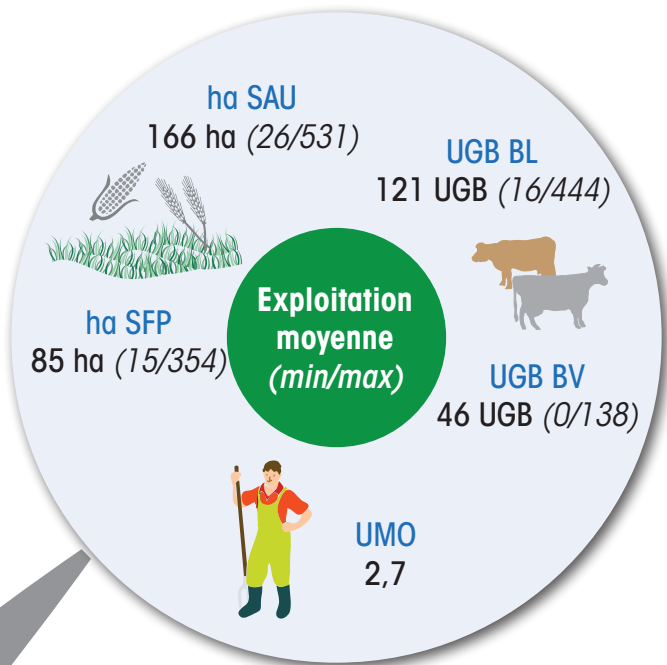 ha SAU
166 ha (26/531)
UGB BL
121 UGB (16/444)
Exploitation
moyenne
(min/max)
ha SFP
85 ha (15/354)
UGB BV
46 UGB (0/138)
UMO
2,7